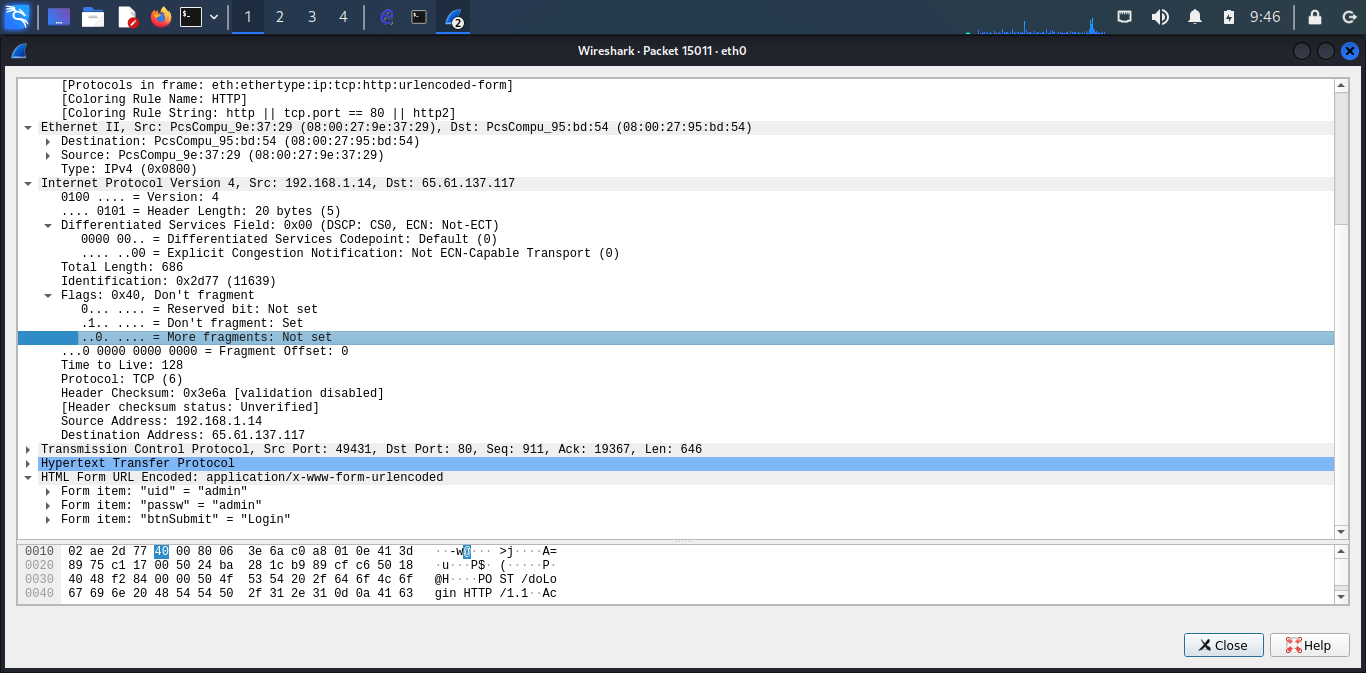 1 2 3 4 2 9:46
Wireshark · Packet 15011 · eth0
[Protocols in frame: eth:ethertype:ip:tcp:http:urlencoded-form]
[Coloring Rule Name: HTTP]
[Coloring Rule String: http || tcp.port == 80 || http2]
Ethernet II, Src: PcsCompu_9e:37:29 (08:00:27:9e:37:29), Dst: PcsCompu_95:bd:54 (08:00:27:95:bd:54)
Destination: PcsCompu_95:bd:54 (08:00:27:95:bd:54)
Source: PcsCompu_9e:37:29 (08:00:27:9e:37:29)
Type: IPv4 (0x0800)
Internet Protocol Version 4, Src: 192.168.1.14, Dst: 65.61.137.117
0100 .... = Version: 4
.... 0101 = Header Length: 20 bytes (5)
Differentiated Services Field: 0x00 (DSCP: CS0, ECN: Not-ECT)
0000 00.. = Differentiated Services Codepoint: Default (0)
.... ..00 = Explicit Congestion Notification: Not ECN-Capable Transport (0)
Total Length: 686
Identification: 0x2d77 (11639)
Flags: 0x40, Don't fragment
0... .... = Reserved bit: Not set
.1.. .... = Don't fragment: Set
..0. .... = More fragments: Not set
...0 0000 0000 0000 = Fragment Offset: 0
Time to Live: 128
Protocol: TCP (6)
Header Checksum: 0x3e6a [validation disabled]
[Header checksum status: Unverified]
Source Address: 192.168.1.14
Destination Address: 65.61.137.117
Transmission Control Protocol, Src Port: 49431, Dst Port: 80, Seq: 911, Ack: 19367, Len: 646
Hypertext Transfer Protocol
HTML Form URL Encoded: application/x-www-form-urlencoded
Form item: "uid" = "admin"
Form item: "passw" = "admin"
Form item: "btnSubmit" = "Login"
0010 02 ae 2d 77 40 00 80 06 3e 6a c0 a8 01 0e 41 3d ··-w@··· >j····A=
0020 89 75 c1 17 00 50 24 ba 28 1c b9 89 cf c6 50 18 ·u···P$· (·····P·
0030 40 48 f2 84 00 00 50 4f 53 54 20 2f 64 6f 4c 6f @H····PO ST /doLo
0040 67 69 6e 20 48 54 54 50 2f 31 2e 31 0d 0a 41 63 gin HTTP /1.1··Ac
Close Help